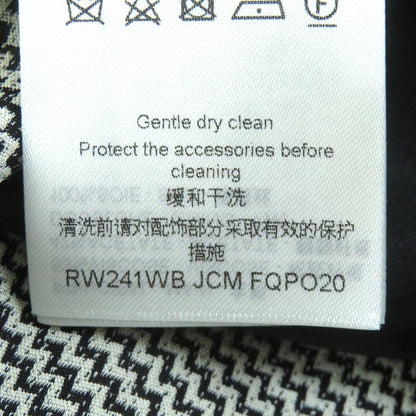 F
Gentle dry clean
Protect the accessories before
cleaning
缓和干洗
清洗前请对配饰部分采取有效的保护
措施
RW241WB JCM FQPO20